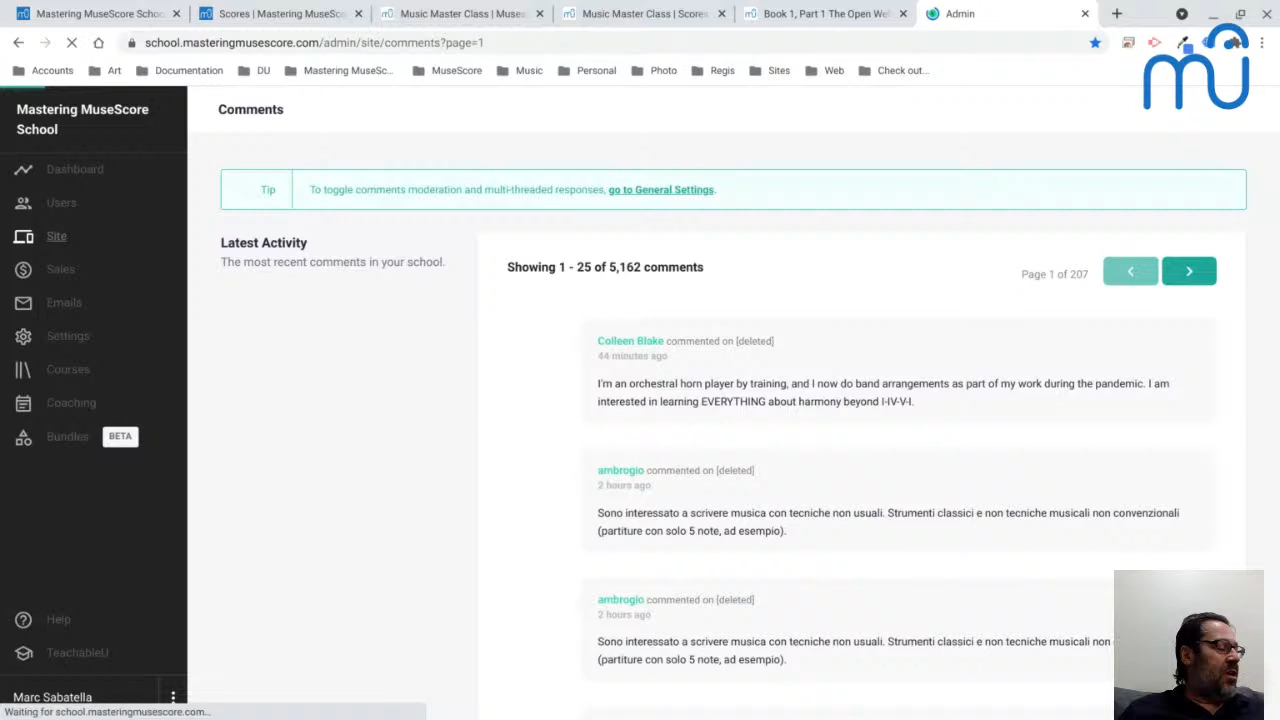 Mastering MuseScore Schoo
Scores | MuseScore
Music Master Class | Muse
Music Master Class | Scores
Book 1, Part 1 The Open Wel
Admin
school.masteringmusescore.com/admin/site/comments?page=1
Accounts
Art
Documentation
DU
Mastering MuseSc...
MuseScore
Music
Personal
Photo
Regis
Sites
Web
Check out...
Mastering MuseScore
School
Dashboard
Users
Site
Sales
Emails
Settings
Courses
Coaching
Bundles BETA
Help
TeachableU
Marc Sabatella
Waiting for school.masteringmusescore.com...
Comments
Tip
To toggle comments moderation and multi-threaded responses, go to General Settings.
Latest Activity
The most recent comments in your school.
Showing 1 - 25 of 5,162 comments
Page 1 of 207
Colleen Blake commented on [deleted]
44 minutes ago
I'm an orchestral horn player by training, and I now do band arrangements as part of my work during the pandemic. I am
interested in learning EVERYTHING about harmony beyond I-IV-V-I.
ambrogio commented on [deleted]
2 hours ago
Sono interessato a scrivere musica con tecniche non usuali. Strumenti classici e non tecniche musicali non convenzionali
(partiture con solo 5 note, ad esempio).
ambrogio commented on [deleted]
2 hours ago
Sono interessato a scrivere musica con tecniche non usuali. Strumenti classici e non tecniche musicali non
(partiture con solo 5 note, ad esempio).